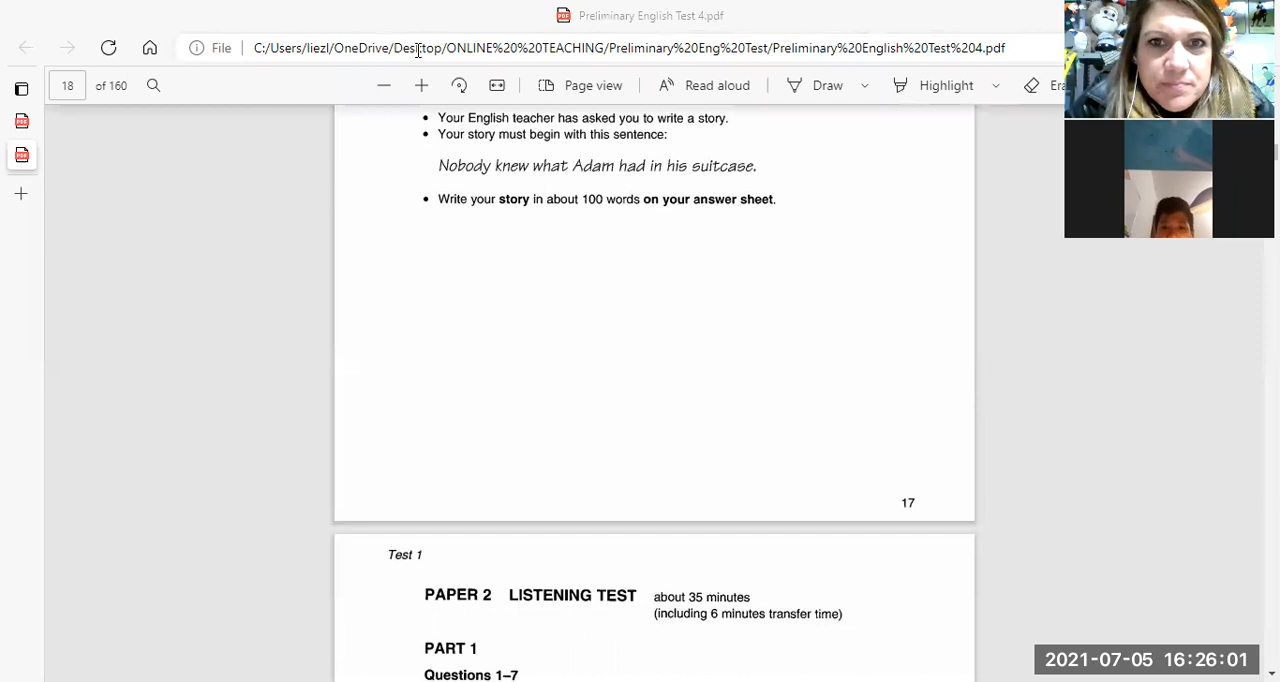 Preliminary English Test 4.pdf
File C:/Users/liezl/OneDrive/Desktop/ONLINE%20%20TEACHING/Preliminary%20Eng%20Test/Preliminary%20English%20Test%204.pdf
18 of 160 Page view Read aloud Draw Highlight
• Your English teacher has asked you to write a story.
• Your story must begin with this sentence:
Nobody knew what Adam had in his suitcase.
• Write your story in about 100 words on your answer sheet.
17
Test 1
PAPER 2 LISTENING TEST about 35 minutes
(including 6 minutes transfer time)
PART 1
Questions 1–7
2021-07-05 16:26:01